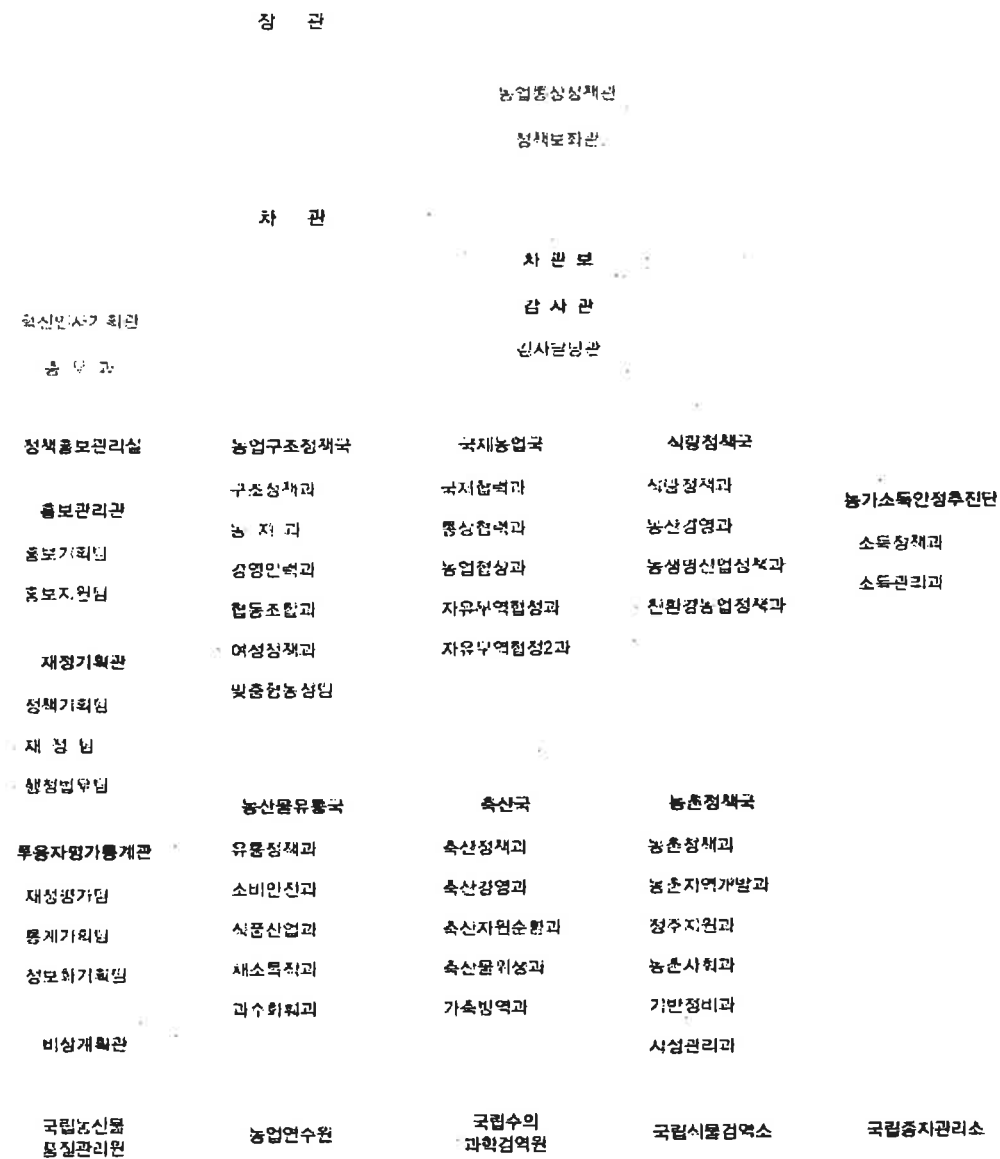 장 관
농업통상정책관
정책보좌관
차 관
차 관 보
감 사 관
감사담당관
혁신인사기획관
총 무 과
정책홍보관리실
홍보관리관
홍보기획팀
홍보지원팀
재정기획관
정책기획팀
재 정 팀
행정법무팀
투융자평가통계관
재정평가팀
통계기획팀
정보화기획팀
비상계획관
농업구조정책국
구조정책과
농 지 과
경영인력과
협동조합과
여성정책과
맞춤형농정팀
국제농업국
국제협력과
통상협력과
농업협상과
자유무역협정과
자유무역협정2과
식량정책국
식량정책과
농산경영과
농생명산업정책과
친환경농업정책과
농가소득안정추진단
소득정책과
소득관리과
농산물유통국
유통정책과
소비안전과
식품산업과
채소특작과
과수화훼과
축산국
축산정책과
축산경영과
축산자원순환과
축산물위생과
가축방역과
농촌정책국
농촌정책과
농촌지역개발과
정주지원과
농촌사회과
기반정비과
시설관리과
국립농산물
품질관리원
농업연수원
국립수의
과학검역원
국립식물검역소
국립종자관리소